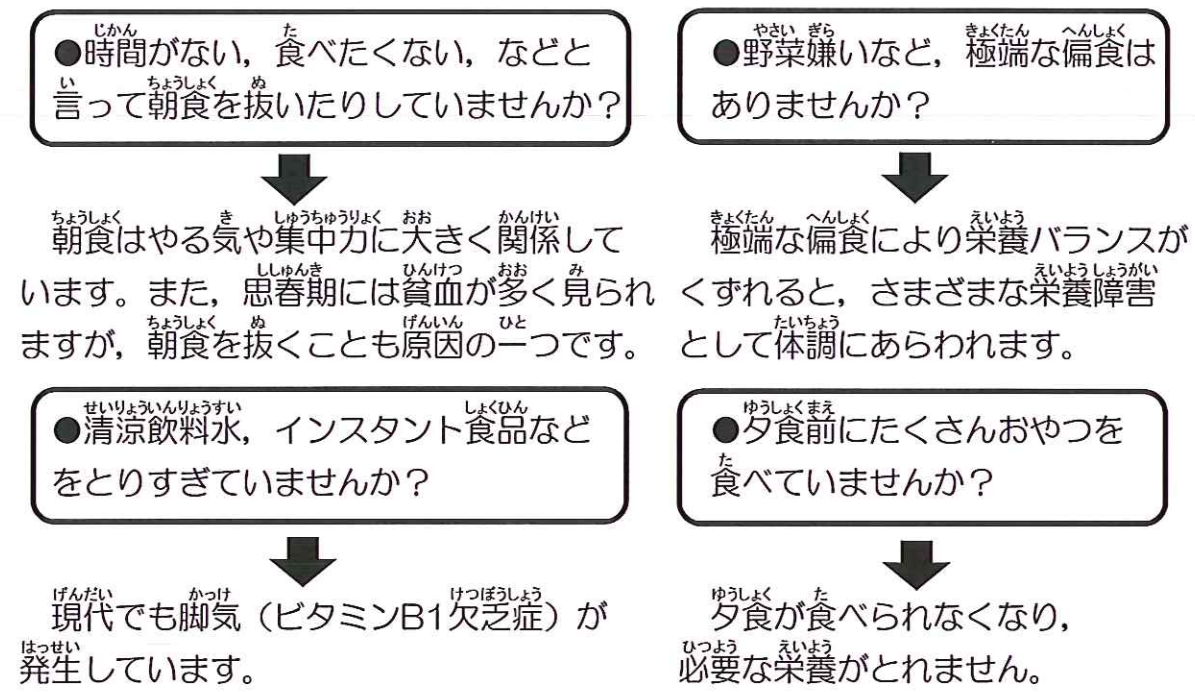 ●時間がない，食べたくない，などと
言って朝食を抜いたりしていませんか？
朝食はやる気や集中力に大きく関係して
います。また，思春期には貧血が多く見られ
ますが，朝食を抜くことも原因の一つです。
●野菜嫌いなど，極端な偏食は
ありませんか？
極端な偏食により栄養バランスが
くずれると，さまざまな栄養障害
として体調にあらわれます。
●清涼飲料水，インスタント食品など
をとりすぎていませんか？
現代でも脚気（ビタミンB1欠乏症）が
発生しています。
●夕食前にたくさんおやつを
食べていませんか？
夕食が食べられなくなり，
必要な栄養がとれません。